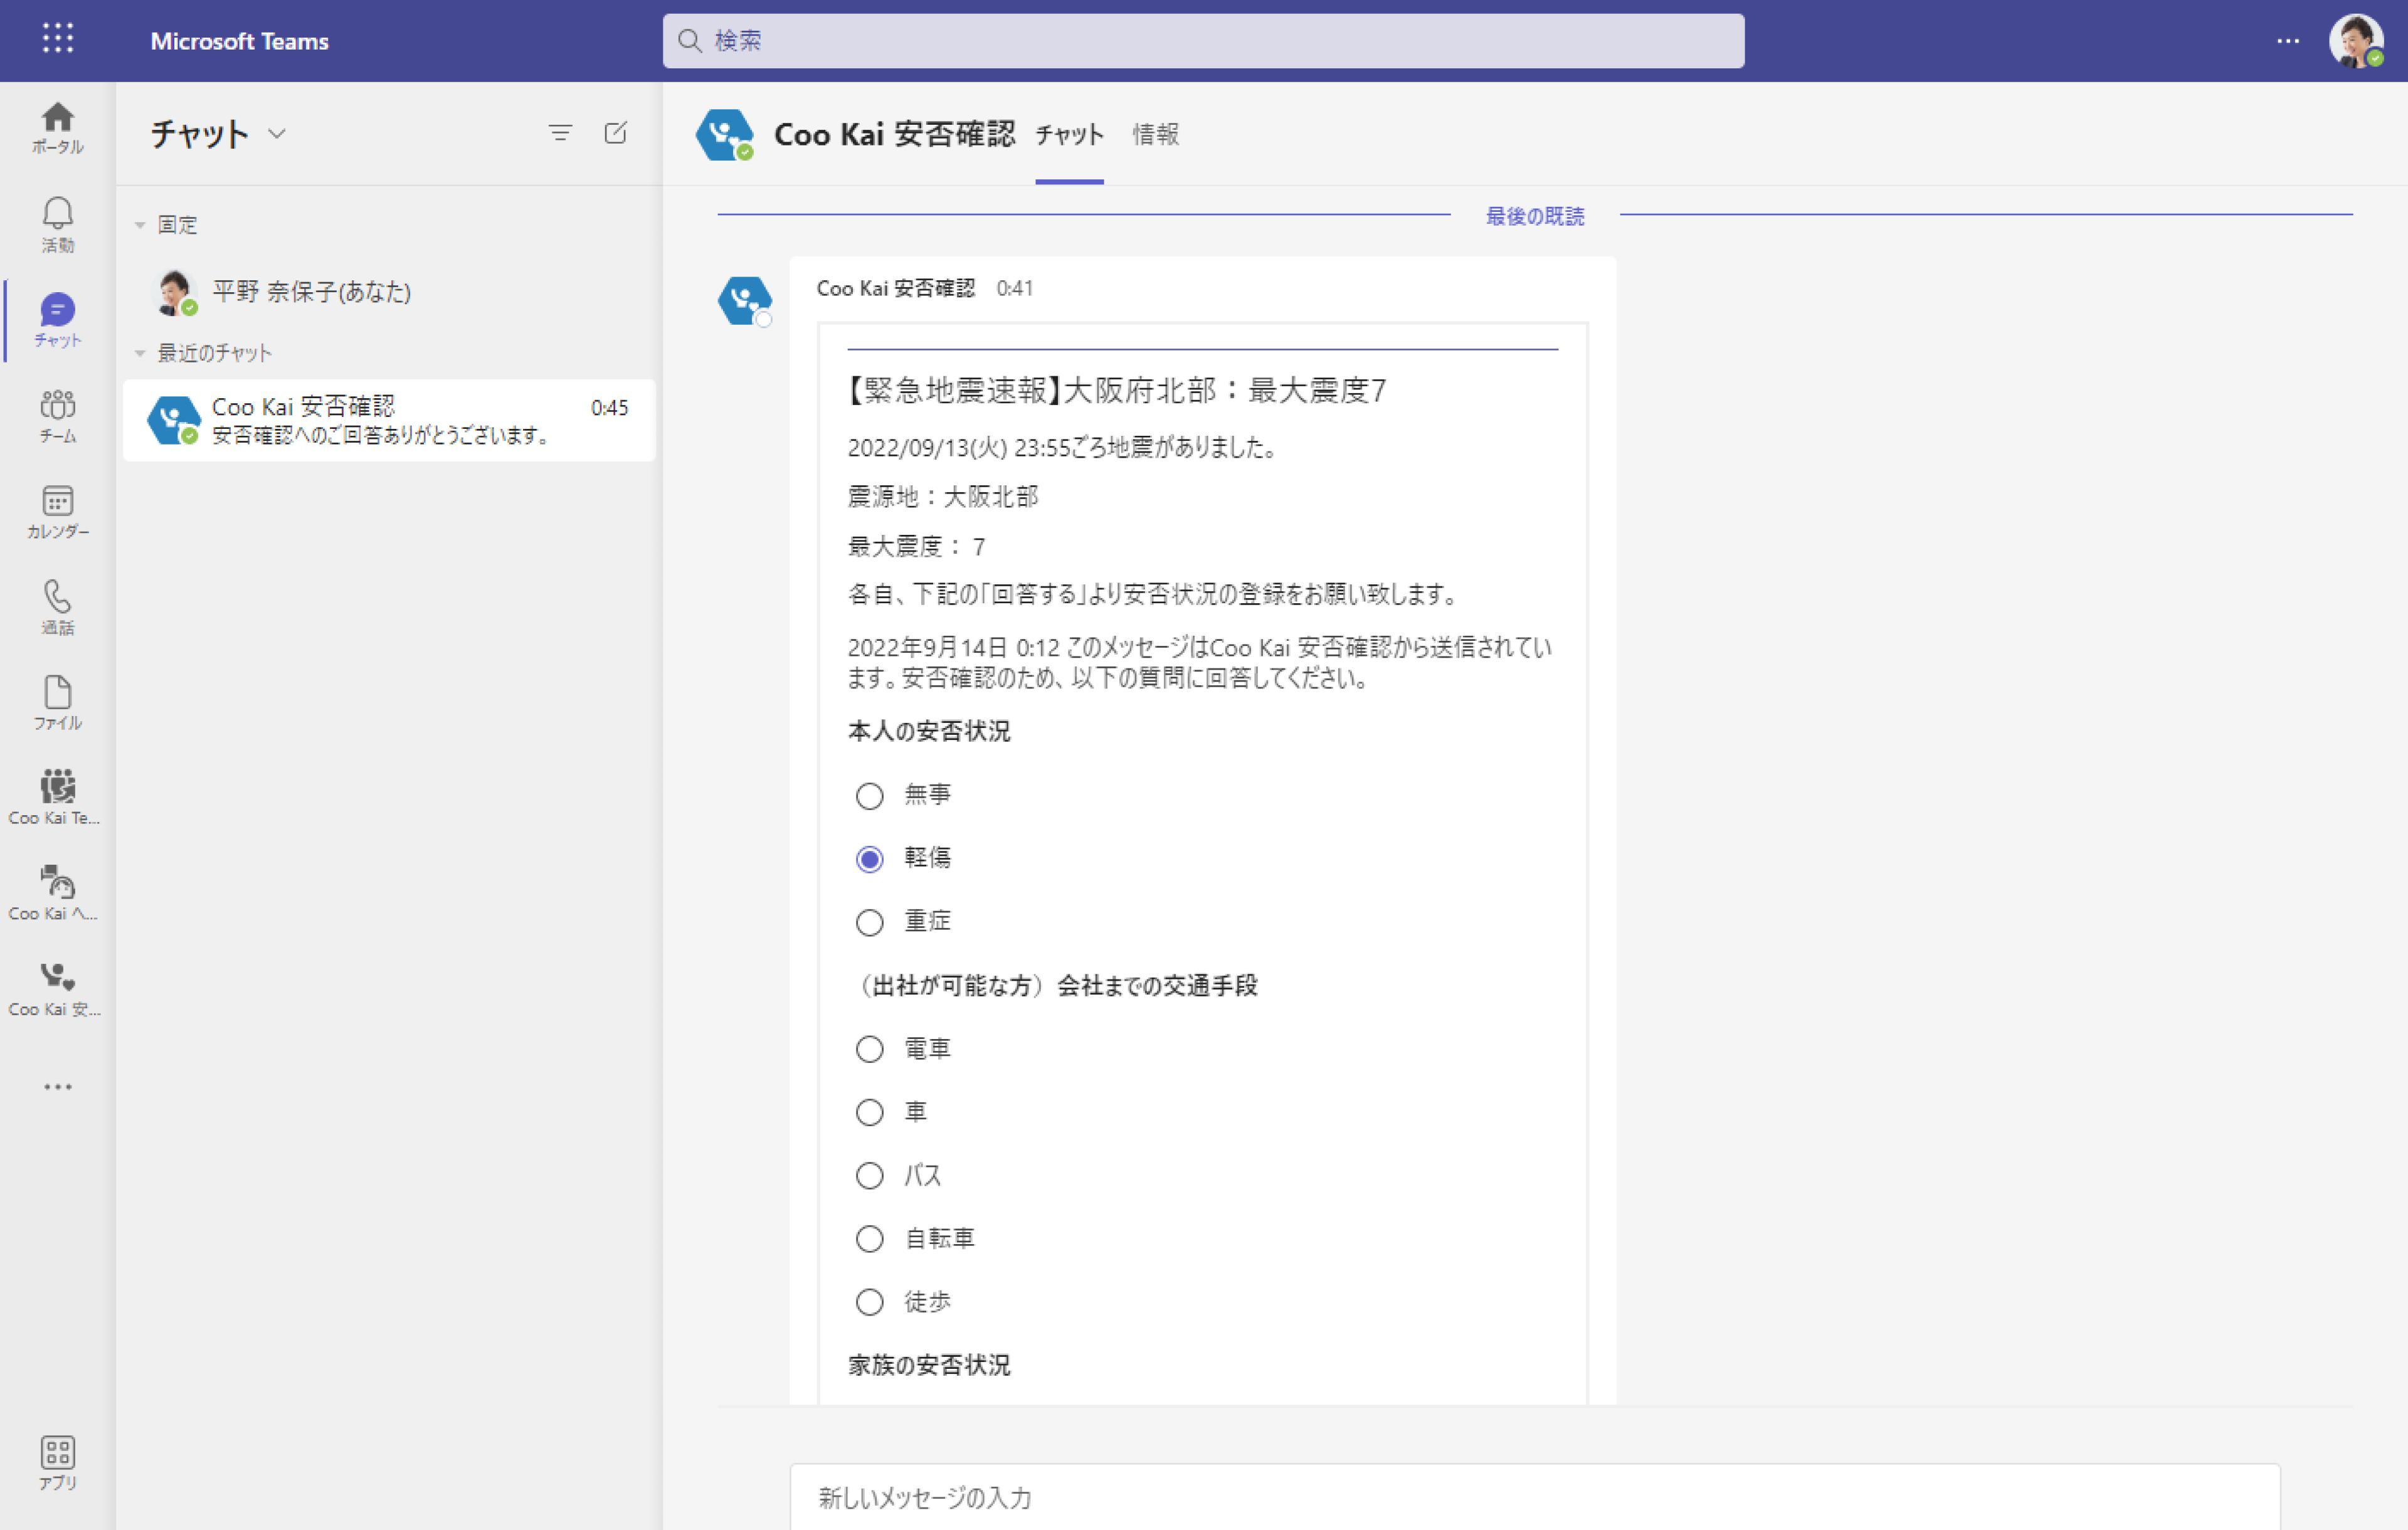 Microsoft Teams
検索
ポータル
活動
チャット
チーム
カレンダー
通話
ファイル
Coo Kai Te...
Coo Kai ヘ...
Coo Kai 安...
アプリ
チャット
固定
平野 奈保子(あなた)
最近のチャット
Coo Kai 安否確認 0:45
安否確認へのご回答ありがとうございます。
Coo Kai 安否確認 チャット 情報
最後の既読
Coo Kai 安否確認 0:41
【緊急地震速報】大阪府北部：最大震度7
2022/09/13(火) 23:55ごろ地震がありました。
震源地：大阪北部
最大震度： 7
各自、下記の「回答する」より安否状況の登録をお願い致します。
2022年9月14日 0:12 このメッセージはCoo Kai 安否確認から送信されてい
ます。安否確認のため、以下の質問に回答してください。
本人の安否状況
無事
軽傷
重症
（出社が可能な方）会社までの交通手段
電車
車
バス
自転車
徒歩
家族の安否状況
新しいメッセージの入力